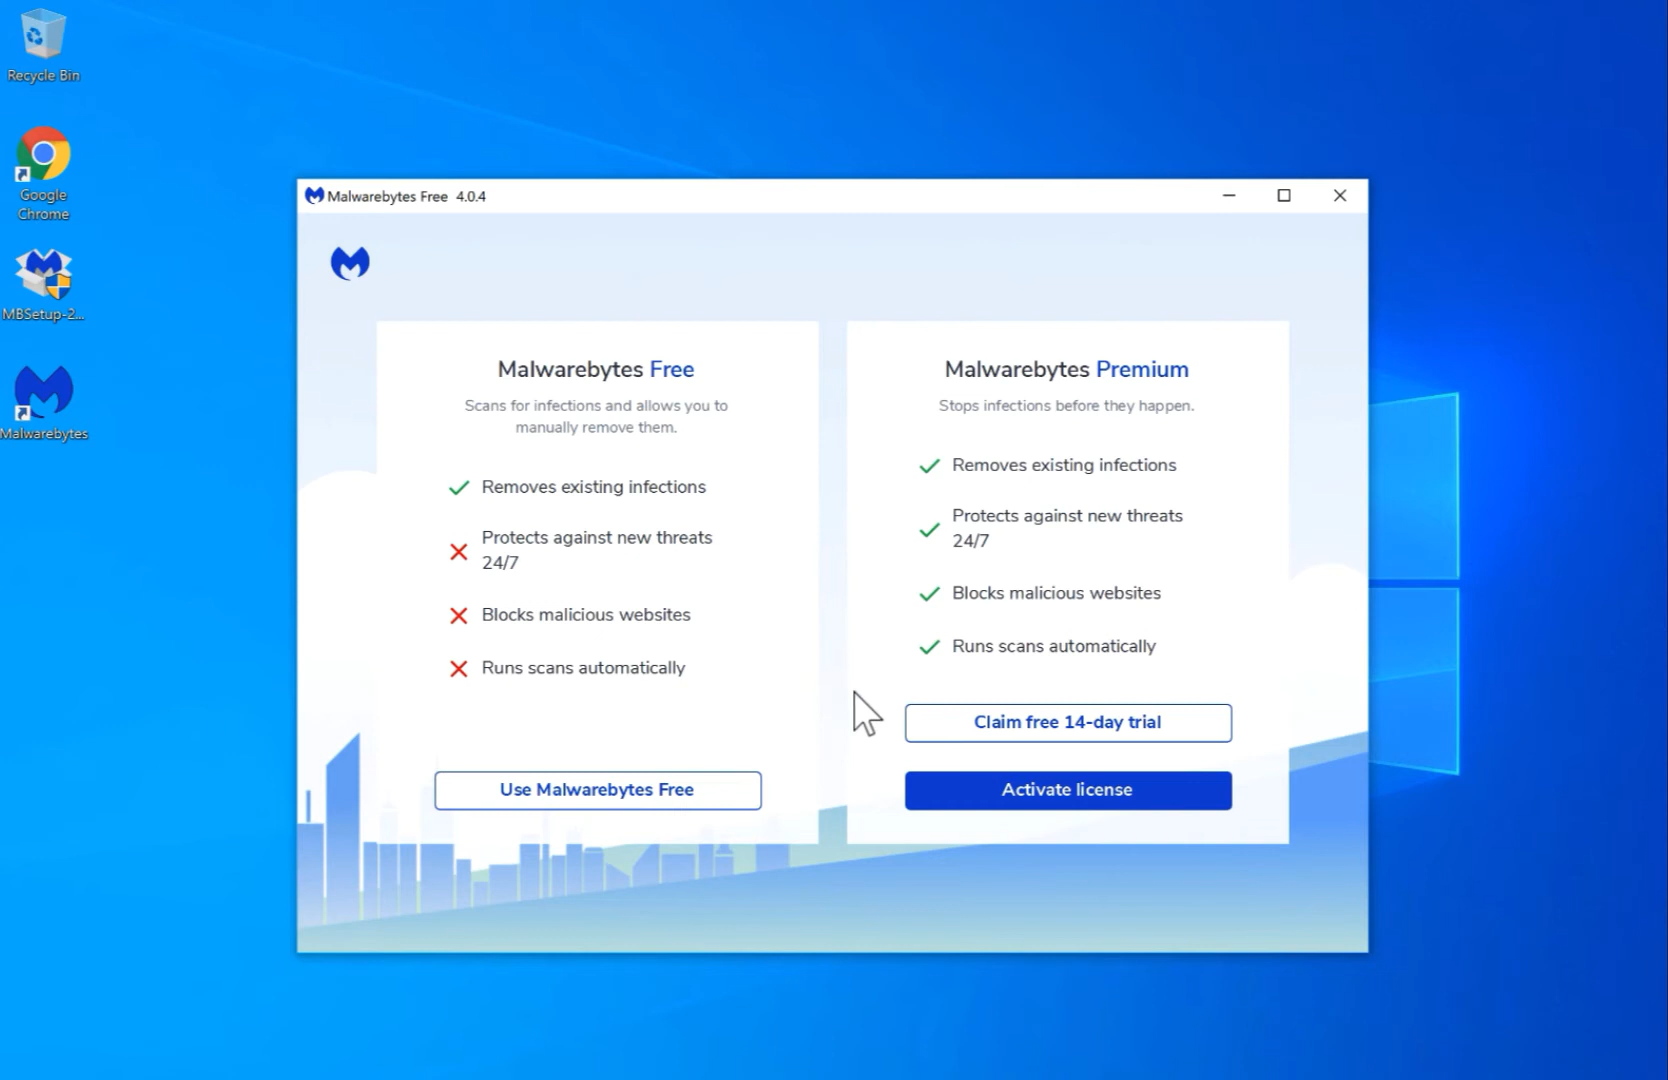 Recycle Bin
Google
Chrome
MBSetup-2...
Malwarebytes
Malwarebytes Free 4.0.4
Malwarebytes Free
Scans for infections and allows you to
manually remove them.
Removes existing infections
Protects against new threats
24/7
Blocks malicious websites
Runs scans automatically
Use Malwarebytes Free
Malwarebytes Premium
Stops infections before they happen.
Removes existing infections
Protects against new threats
24/7
Blocks malicious websites
Runs scans automatically
Claim free 14-day trial
Activate license